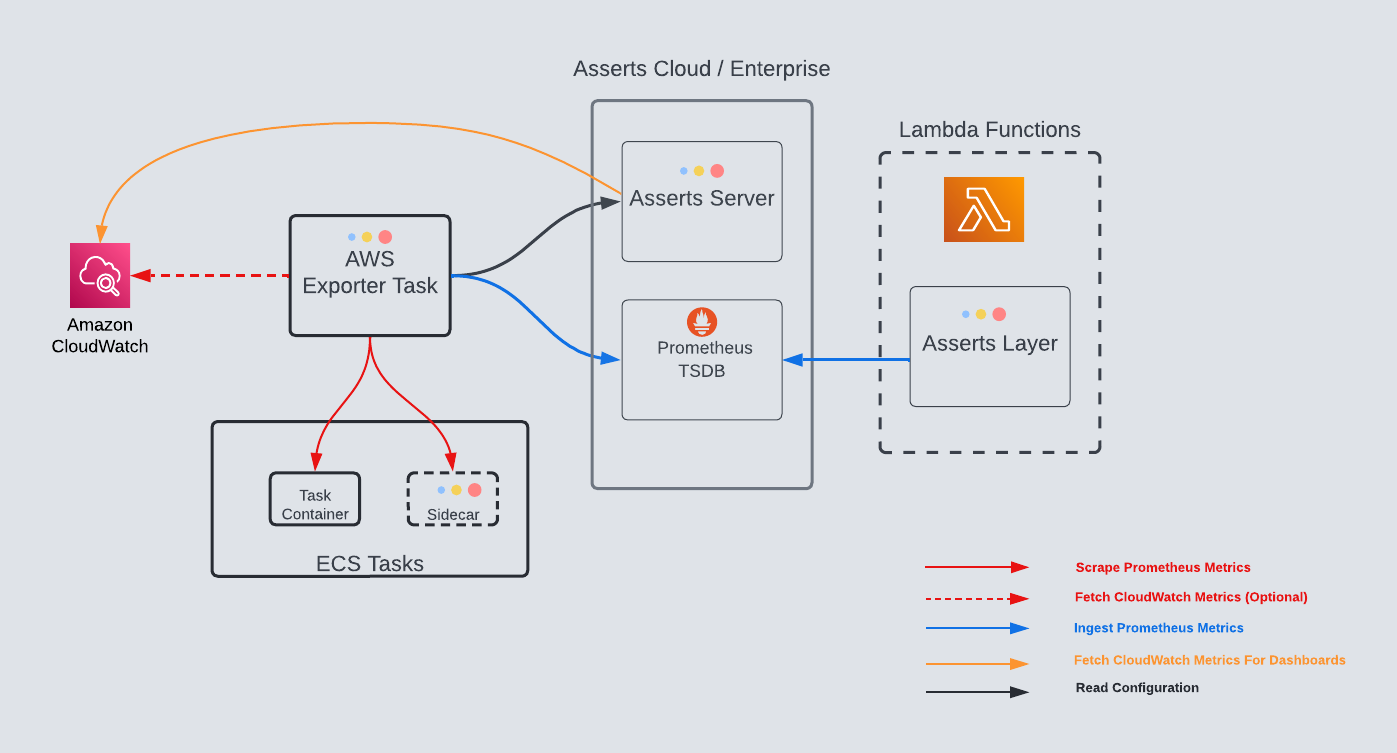 Asserts Cloud / Enterprise
Lambda Functions
Asserts Server
AWS
Exporter Task
Amazon
CloudWatch
Prometheus
TSDB
Asserts Layer
Task
Container
Sidecar
ECS Tasks
Scrape Prometheus Metrics
Fetch CloudWatch Metrics (Optional)
Ingest Prometheus Metrics
Fetch CloudWatch Metrics For Dashboards
Read Configuration